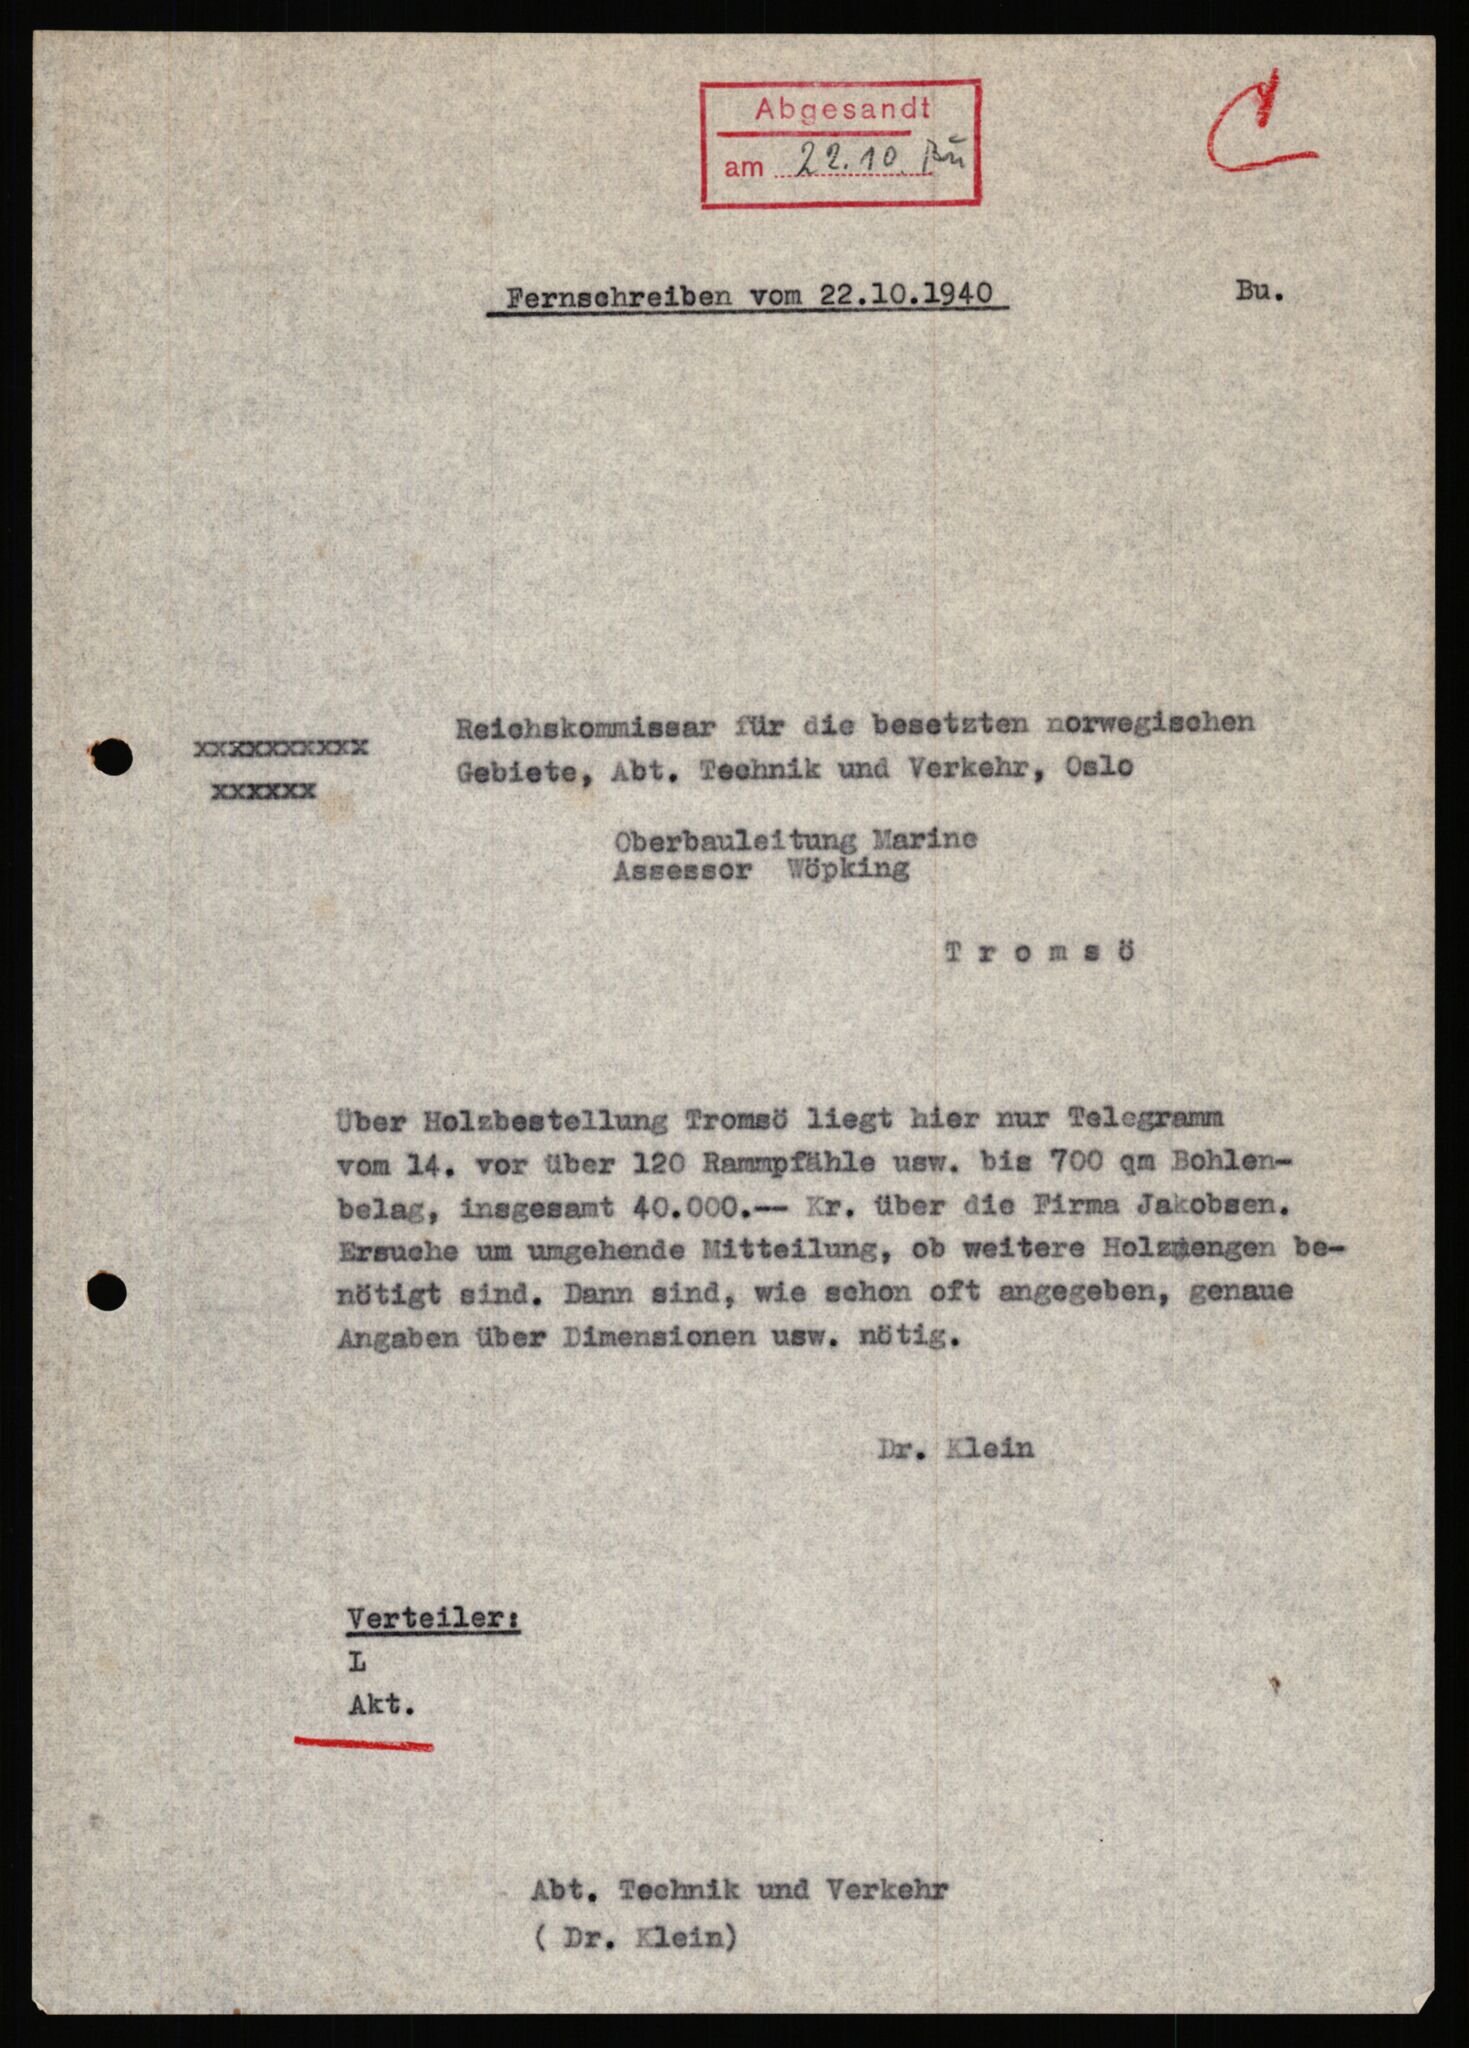 Abgesandt
am 22.10. Bü
Fernschreiben vom 22.10.1940
Bu.
xxxxxxxxxx
xxxxxx
Reichskommissar für die besetzten norwegischen
Gebiete, Abt. Technik und Verkehr, Oslo
Oberbauleitung Marine
Assessor Wöpking
T r o m s ö
Über Holzbestellung Tromsö liegt hier nur Telegramm
vom 14. vor über 120 Rammpfähle usw. bis 700 qm Bohlen-
belag, insgesamt 40.000.-- Kr. über die Firma Jakobsen.
Ersuche um umgehende Mitteilung, ob weitere Holzmengen be-
nötigt sind. Dann sind, wie schon oft angegeben, genaue
Angaben über Dimensionen usw. nötig.
Dr. Klein
Verteiler:
L
Akt.
Abt. Technik und Verkehr
( Dr. Klein)